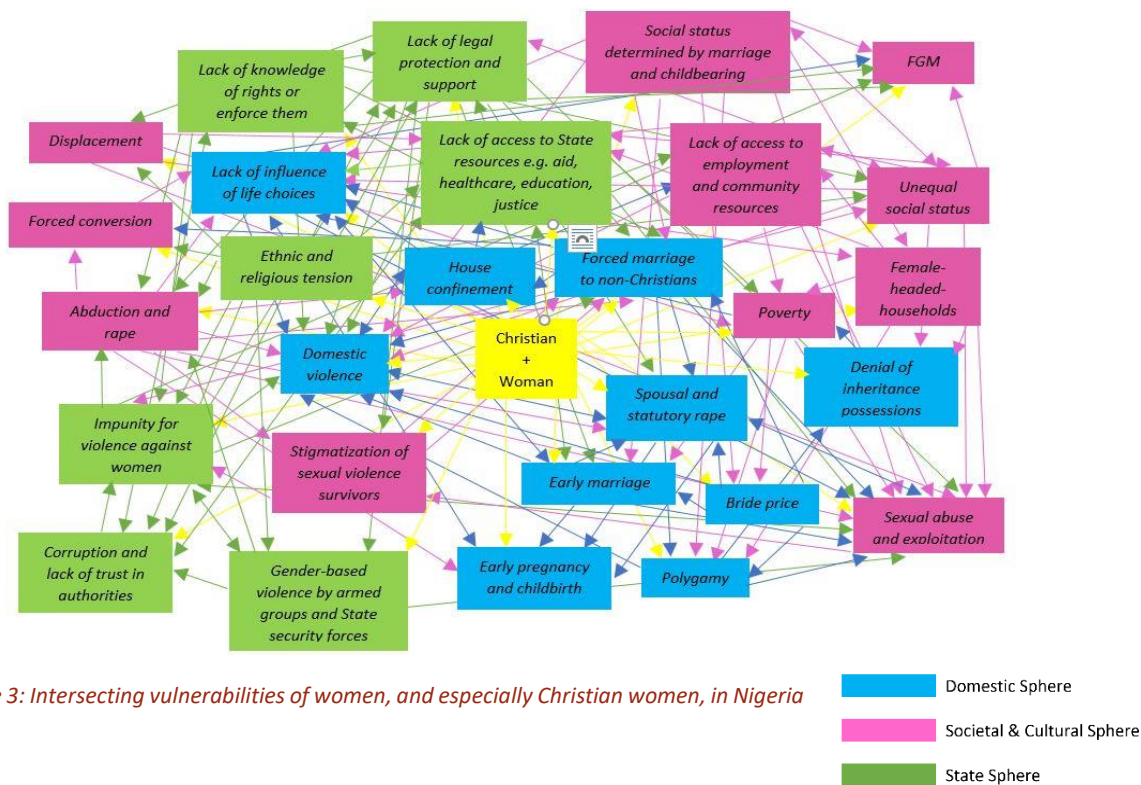 Social status
determined by marriage
and childbearing
Lack of legal
protection and
support
FGM
Lack of knowledge
of rights or
enforce them
Displacement
Lack of access to State
resources e.g. aid,
healthcare, education,
justice
Lack of access to
employment
and community
resources
Lack of influence
of life choices
Unequal
social status
Forced conversion
Ethnic and
religious tension
House
confinement
Forced marriage
to non-Christians
Female-
headed-
households
Abduction and
rape
Poverty
Christian
+
Woman
Domestic
violence
Denial of
inheritance
possessions
Spousal and
statutory rape
Impunity for
violence against
women
Stigmatization of
sexual violence
survivors
Early marriage
Bride price
Sexual abuse
and exploitation
Corruption and
lack of trust in
authorities
Gender-based
violence by armed
groups and State
security forces
Early pregnancy
and childbirth
Polygamy
3: Intersecting vulnerabilities of women, and especially Christian women, in Nigeria
Domestic Sphere
Societal & Cultural Sphere
State Sphere